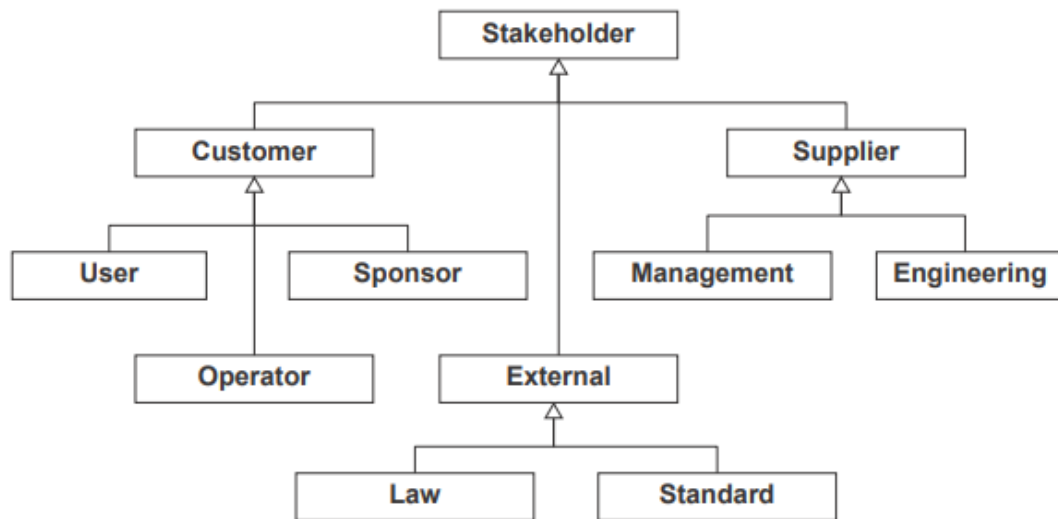 Stakeholder
Customer
Supplier
User
Sponsor
Management
Engineering
Operator
External
Law
Standard